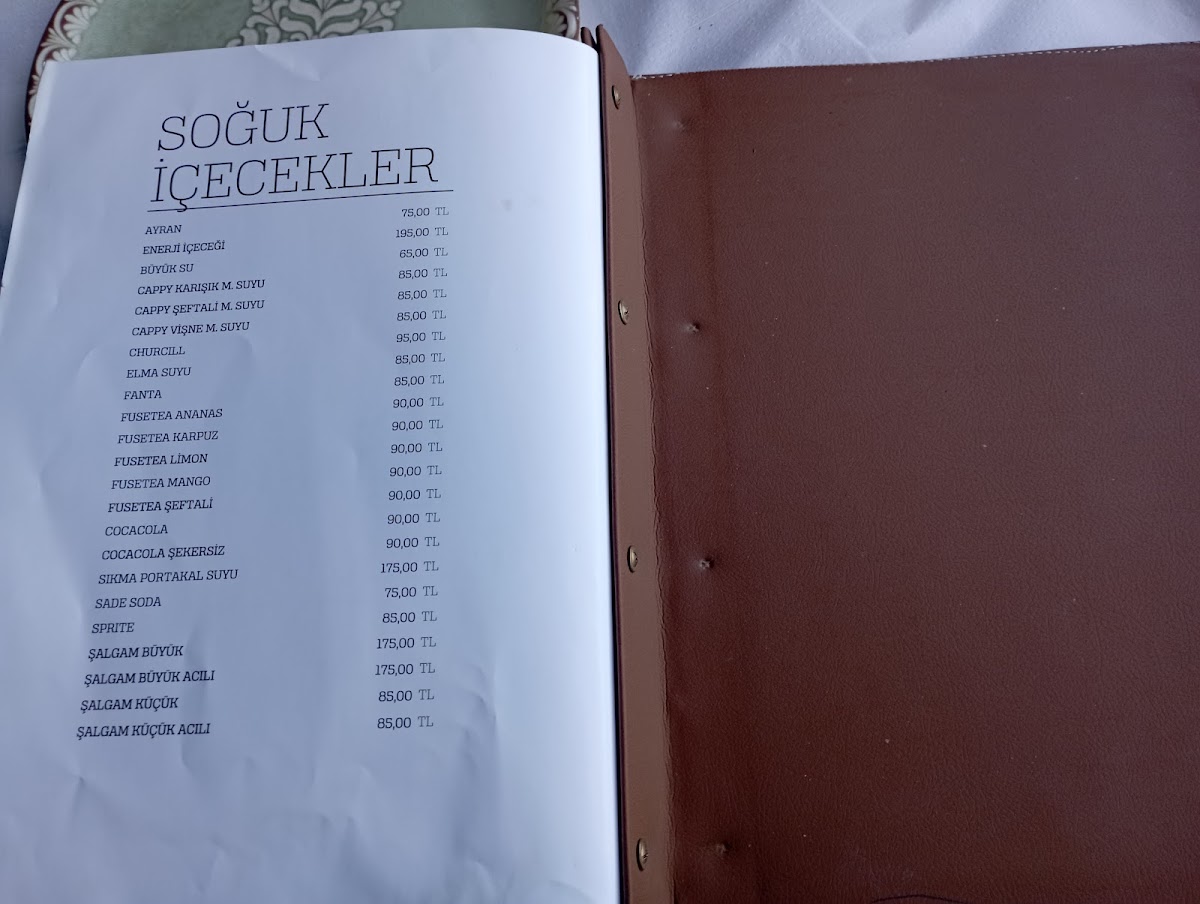 SOĞUK
İÇECEKLER
AYRAN 75,00 TL
ENERJİ İÇECEĞİ 195,00 TL
BÜYÜK SU 65,00 TL
CAPPY KARIŞIK M. SUYU 85,00 TL
CAPPY ŞEFTALİ M. SUYU 85,00 TL
CAPPY VİŞNE M. SUYU 85,00 TL
CHURCILL 95,00 TL
ELMA SUYU 85,00 TL
FANTA 85,00 TL
FUSETEA ANANAS 90,00 TL
FUSETEA KARPUZ 90,00 TL
FUSETEA LİMON 90,00 TL
FUSETEA MANGO 90,00 TL
FUSETEA ŞEFTALİ 90,00 TL
COCACOLA 90,00 TL
COCACOLA ŞEKERSİZ 90,00 TL
SIKMA PORTAKAL SUYU 175,00 TL
SADE SODA 75,00 TL
SPRITE 85,00 TL
ŞALGAM BÜYÜK 175,00 TL
ŞALGAM BÜYÜK ACILI 175,00 TL
ŞALGAM KÜÇÜK 85,00 TL
ŞALGAM KÜÇÜK ACILI 85,00 TL